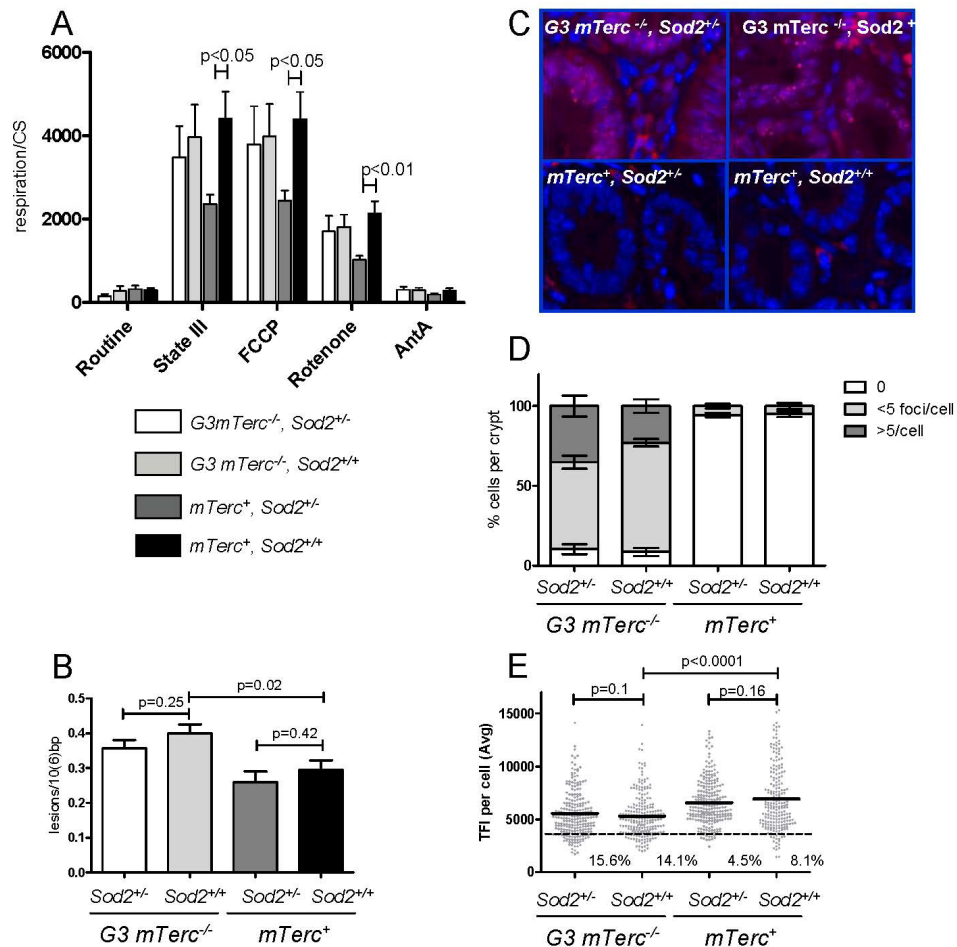 A
6000
4000
2000
0
respiration/CS
p<0.05
p<0.05
p<0.01
Routine
State III
FCCP
Rotenone
AntA
G3mTerc-/-, Sod2+/-
G3 mTerc-/-, Sod2+/+
mTerc+, Sod2+/-
mTerc+, Sod2+/+
B
lesions/10(6)bp
0.5
0.4
0.3
0.2
0.1
0.0
p=0.25
p=0.02
p=0.42
Sod2+/- Sod2+/+ Sod2+/- Sod2+/+
G3 mTerc-/- mTerc+
C
G3 mTerc -/-, Sod2+/-
G3 mTerc -/-, Sod2 +
mTerc+, Sod2+/-
mTerc+, Sod2+/+
D
% cells per crypt
100
50
0
0
<5 foci/cell
>5/cell
Sod2+/- Sod2+/+ Sod2+/- Sod2+/+
G3 mTerc-/- mTerc+
E
TFI per cell (Avg)
15000
10000
5000
0
p<0.0001
p=0.1
p=0.16
15.6% 14.1% 4.5% 8.1%
Sod2+/- Sod2+/+ Sod2+/- Sod2+/+
G3 mTerc-/- mTerc+